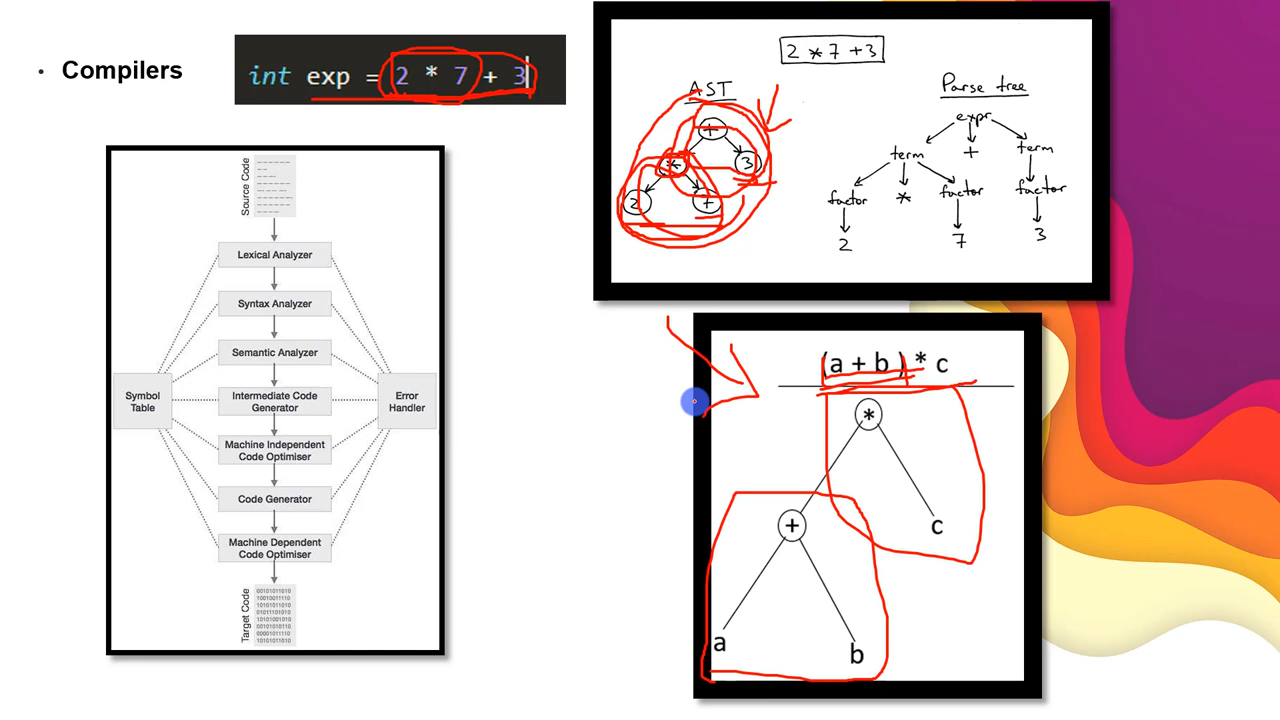 • Compilers
int exp = 2 * 7 + 3
Source Code
Lexical Analyzer
Syntax Analyzer
Semantic Analyzer
Symbol
Table
Intermediate Code
Generator
Error
Handler
Machine Independent
Code Optimiser
Code Generator
Machine Dependent
Code Optimiser
Target Code
2 * 7 + 3
AST
+
* 3
2 +
Parse tree
expr
term + term
factor * factor factor
2 7 3
(a + b ) * c
*
+ c
a b